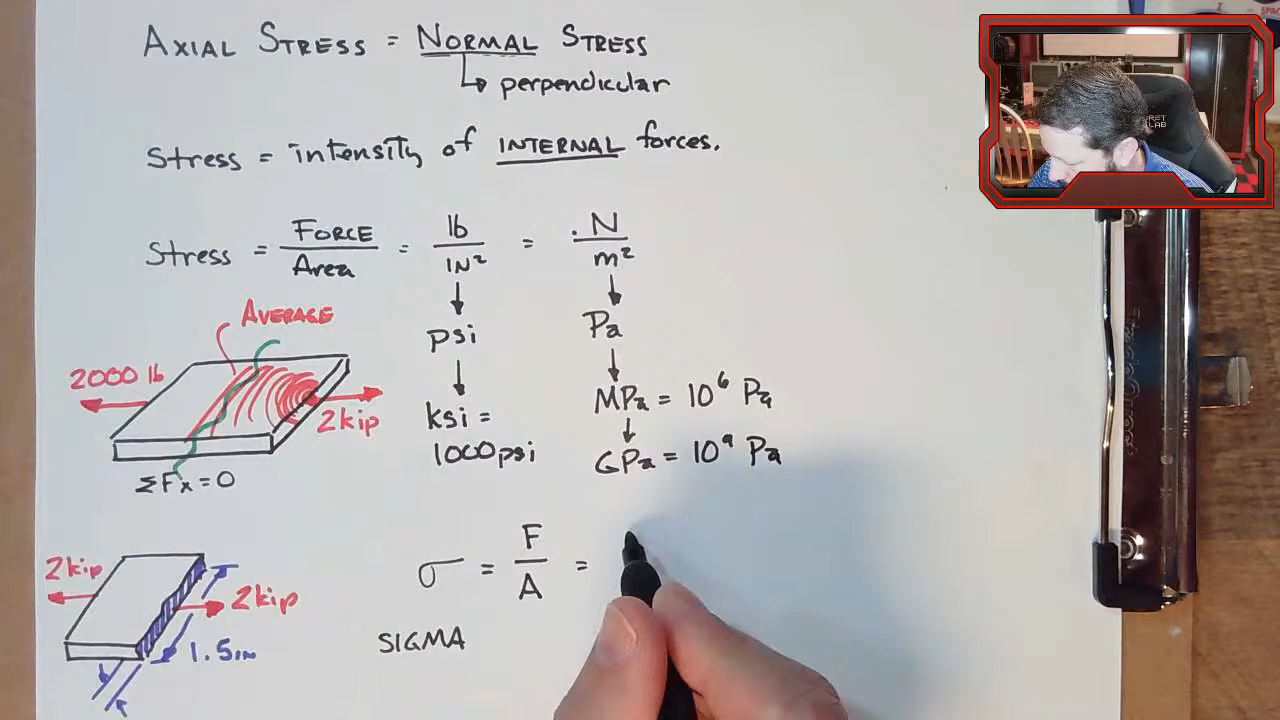 AXIAL STRESS = NORMAL STRESS
↳ perpendicular
Stress = intensity of INTERNAL forces.
Stress = FORCE / Area = lb / IN² = N / m²
↓ ↓
psi Pa
↓ ↓
ksi = 1000psi
MPa = 10⁶ Pa
↓
GPa = 10⁹ Pa
AVERAGE
2000 lb
2kip
ΣFx=0
2kip
2kip
1.5IN
σ = F / A =
SIGMA